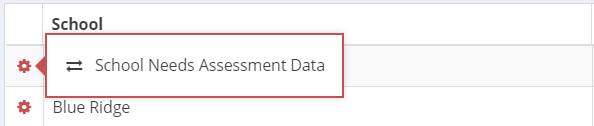 School
School Needs Assessment Data
Blue Ridge